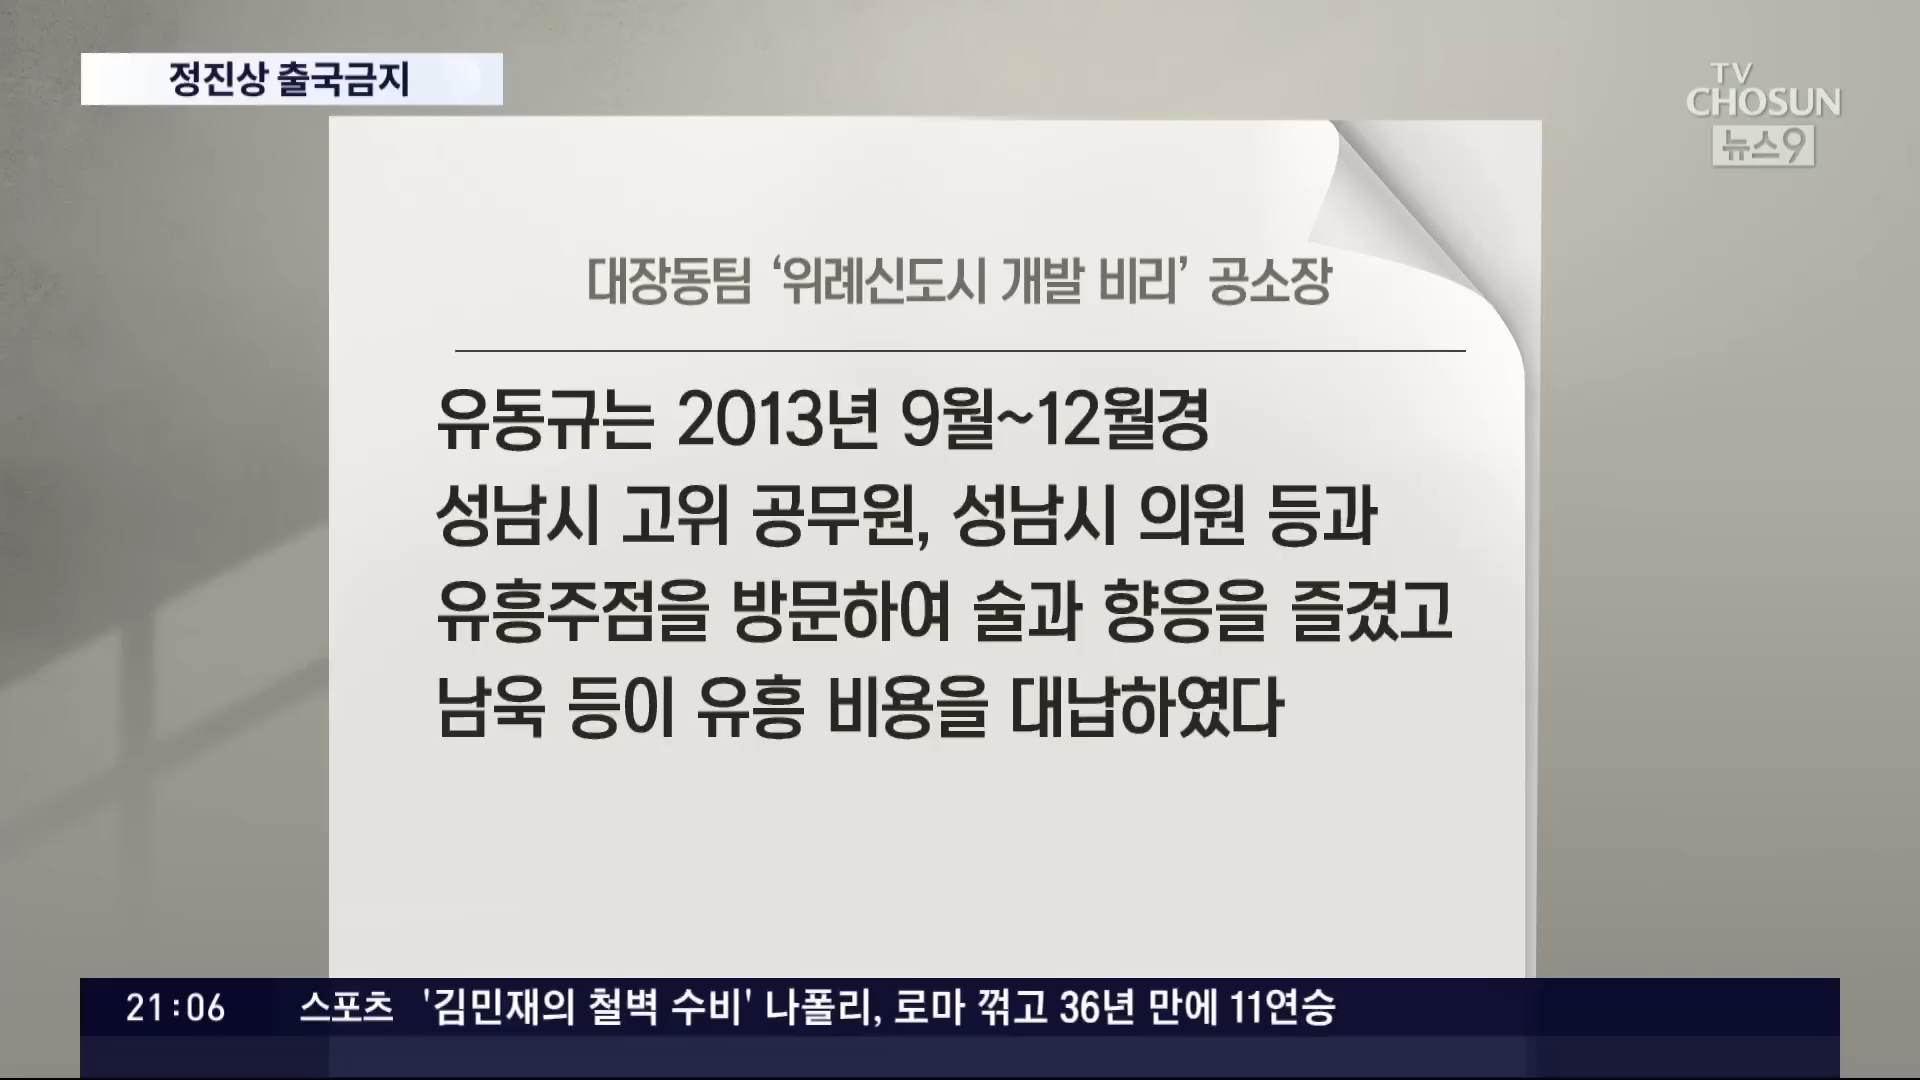 정진상 출국금지
TV
CHOSUN
뉴스9
대장동팀 ‘위례신도시 개발 비리’ 공소장
유동규는 2013년 9월~12월경
성남시 고위 공무원, 성남시 의원 등과
유흥주점을 방문하여 술과 향응을 즐겼고
남욱 등이 유흥 비용을 대납하였다
21:06 스포츠 '김민재의 철벽 수비' 나폴리, 로마 꺾고 36년 만에 11연승